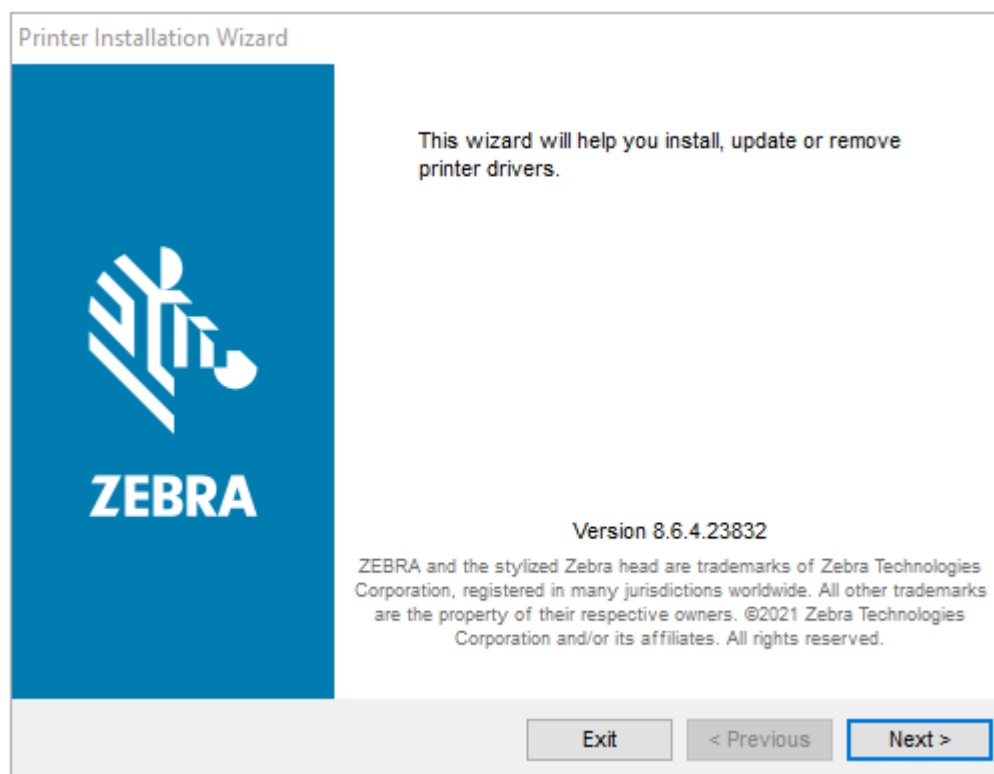 Printer Installation Wizard
This wizard will help you install, update or remove
printer drivers.
ZEBRA
Version 8.6.4.23832
ZEBRA and the stylized Zebra head are trademarks of Zebra Technologies
Corporation, registered in many jurisdictions worldwide. All other trademarks
are the property of their respective owners. ©2021 Zebra Technologies
Corporation and/or its affiliates. All rights reserved.
Exit
< Previous
Next >